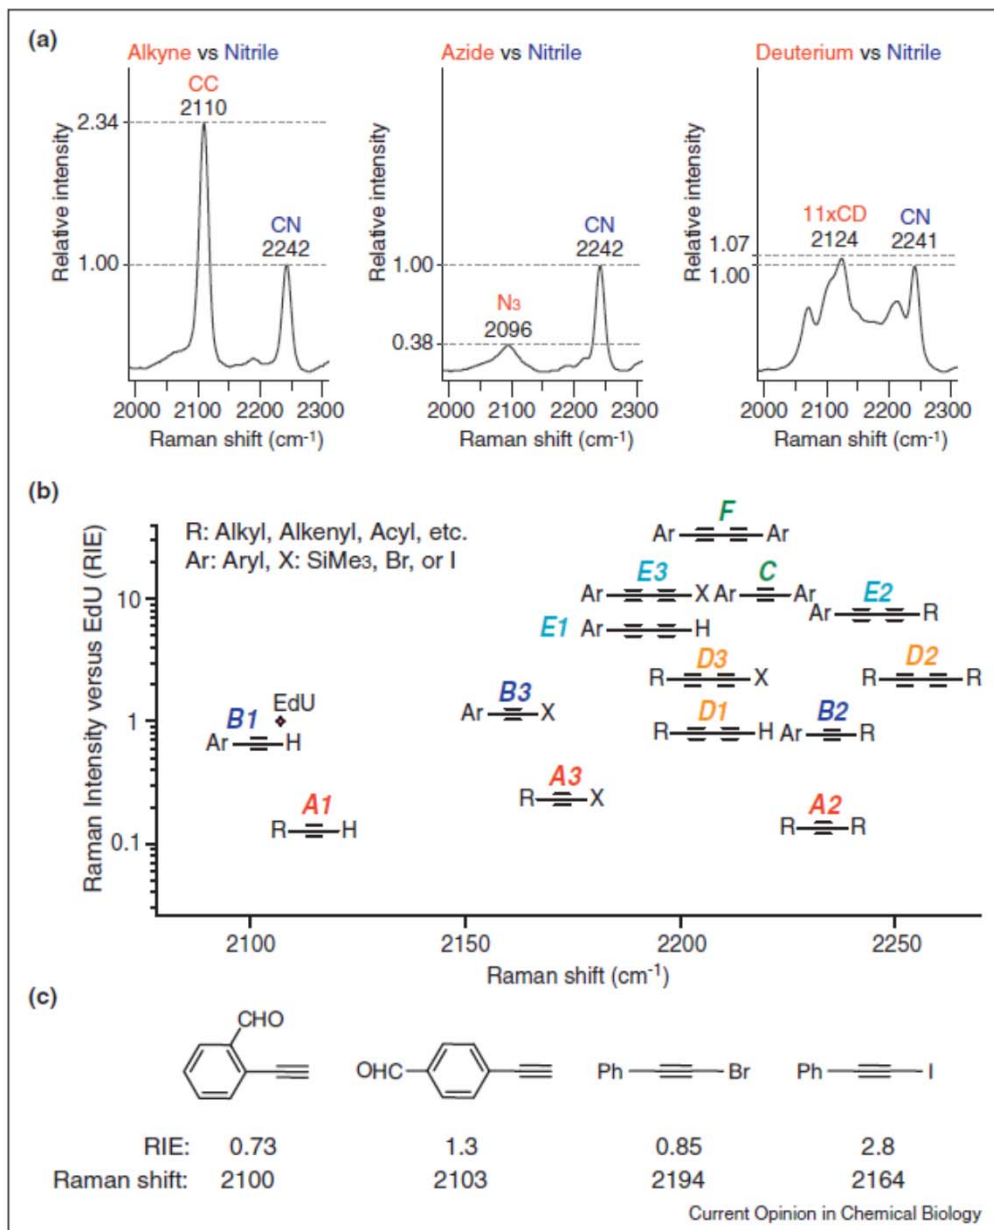 (a)
Alkyne vs Nitrile
CC
2110
2.34
CN
2242
1.00
Relative intensity
2000 2100 2200 2300
Raman shift (cm-1)
Azide vs Nitrile
CN
2242
1.00
N3
2096
0.38
Relative intensity
2000 2100 2200 2300
Raman shift (cm-1)
Deuterium vs Nitrile
11xCD
2124
CN
2241
1.07
1.00
Relative intensity
2000 2100 2200 2300
Raman shift (cm-1)
(b)
R: Alkyl, Alkenyl, Acyl, etc.
Ar: Aryl, X: SiMe3, Br, or I
Raman Intensity versus EdU (RIE)
10
1
0.1
F
Ar Ar
E3
Ar X
C
Ar Ar
E2
Ar R
E1 Ar H
D3
R X
D2
R R
B3
Ar X
D1
R H
B2
Ar R
EdU
B1
Ar H
A3
R X
A1
R H
A2
R R
2100 2150 2200 2250
Raman shift (cm-1)
(c)
CHO
OHC
Ph Br
Ph I
RIE: 0.73 1.3 0.85 2.8
Raman shift: 2100 2103 2194 2164
Current Opinion in Chemical Biology